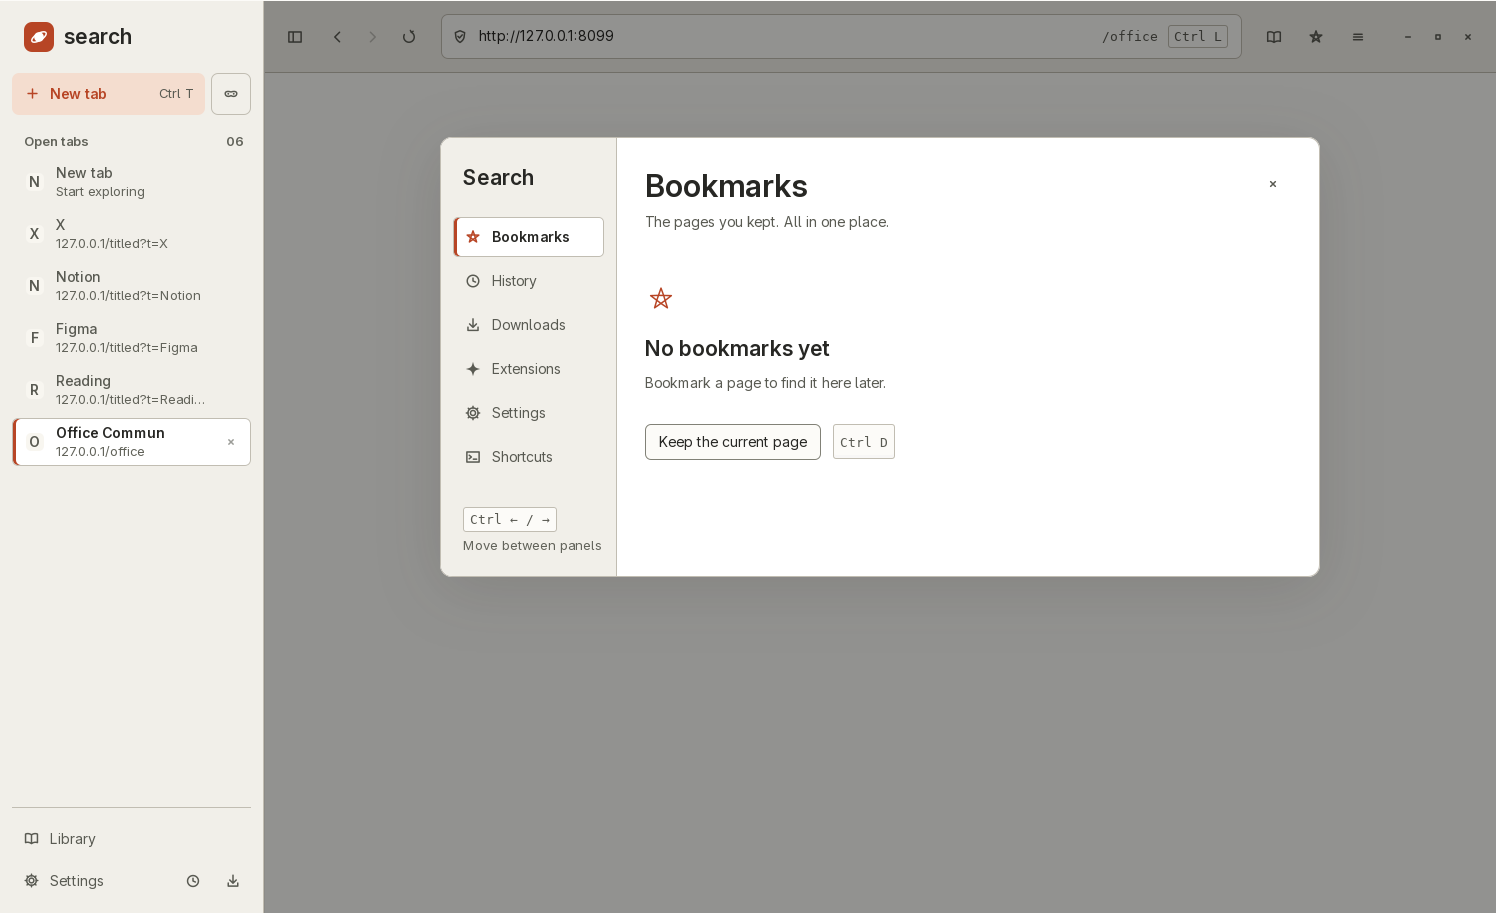 search
New tab Ctrl T
Open tabs 06
N New tab
Start exploring
X X
127.0.0.1/titled?t=X
N Notion
127.0.0.1/titled?t=Notion
F Figma
127.0.0.1/titled?t=Figma
R Reading
127.0.0.1/titled?t=Readi…
O Office Commun ×
127.0.0.1/office
Library
Settings
http://127.0.0.1:8099 /office Ctrl L
Search
Bookmarks
History
Downloads
Extensions
Settings
Shortcuts
Ctrl ← / →
Move between panels
Bookmarks
The pages you kept. All in one place.
No bookmarks yet
Bookmark a page to find it here later.
Keep the current page Ctrl D